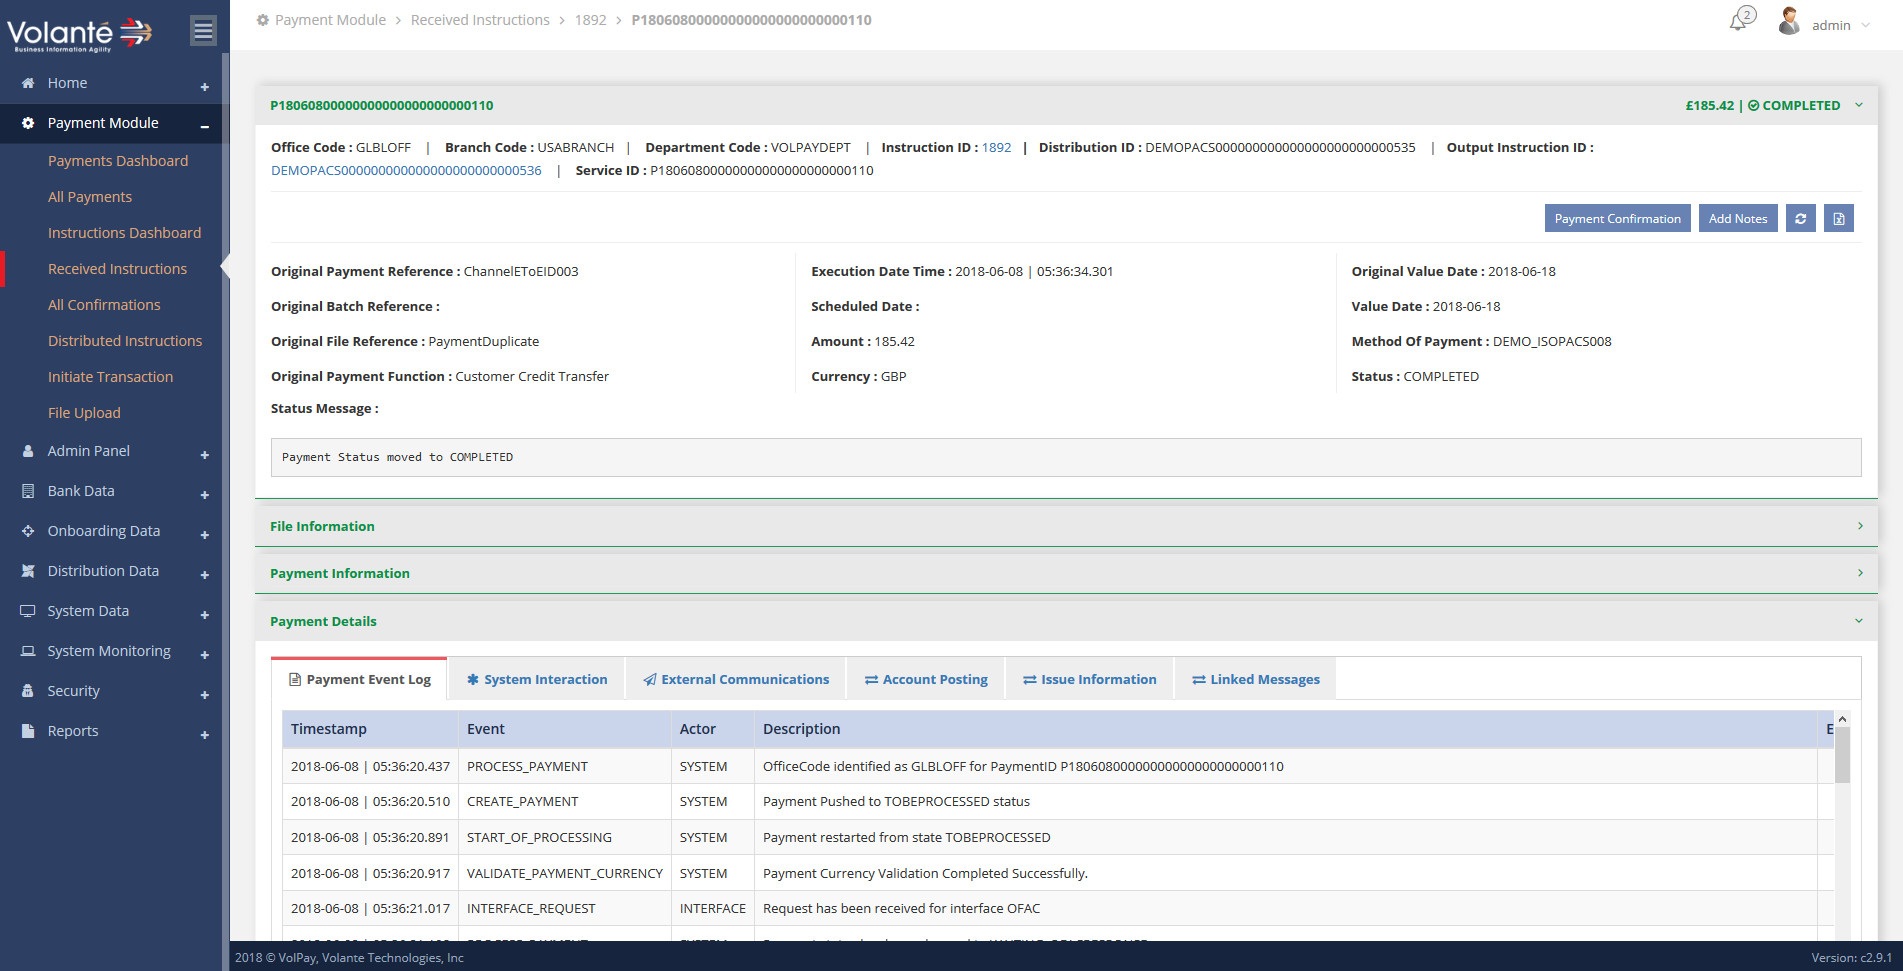 Volanté
Business Information Agility
Payment Module > Received Instructions > 1892 > P18060800000000000000000000110
2
admin
Home
Payment Module
Payments Dashboard
All Payments
Instructions Dashboard
Received Instructions
All Confirmations
Distributed Instructions
Initiate Transaction
File Upload
Admin Panel
Bank Data
Onboarding Data
Distribution Data
System Data
System Monitoring
Security
Reports
P18060800000000000000000000110
£185.42 | COMPLETED
Office Code : GLBLOFF | Branch Code : USABRANCH | Department Code : VOLPAYDEPT | Instruction ID : 1892 | Distribution ID : DEMOPACS000000000000000000000000535 | Output Instruction ID :
DEMOPACS000000000000000000000000536 | Service ID : P18060800000000000000000000110
Payment Confirmation
Add Notes
Original Payment Reference : ChannelEToEID003
Execution Date Time : 2018-06-08 | 05:36:34.301
Original Value Date : 2018-06-18
Original Batch Reference :
Scheduled Date :
Value Date : 2018-06-18
Original File Reference : PaymentDuplicate
Amount : 185.42
Method Of Payment : DEMO_ISOPACS008
Original Payment Function : Customer Credit Transfer
Currency : GBP
Status : COMPLETED
Status Message :
Payment Status moved to COMPLETED
File Information
Payment Information
Payment Details
Payment Event Log
System Interaction
External Communications
Account Posting
Issue Information
Linked Messages
Timestamp Event Actor Description E
2018-06-08 | 05:36:20.437 PROCESS_PAYMENT SYSTEM OfficeCode identified as GLBLOFF for PaymentID P18060800000000000000000000110
2018-06-08 | 05:36:20.510 CREATE_PAYMENT SYSTEM Payment Pushed to TOBEPROCESSED status
2018-06-08 | 05:36:20.891 START_OF_PROCESSING SYSTEM Payment restarted from state TOBEPROCESSED
2018-06-08 | 05:36:20.917 VALIDATE_PAYMENT_CURRENCY SYSTEM Payment Currency Validation Completed Successfully.
2018-06-08 | 05:36:21.017 INTERFACE_REQUEST INTERFACE Request has been received for interface OFAC
2018 © VolPay, Volante Technologies, Inc
Version: c2.9.1